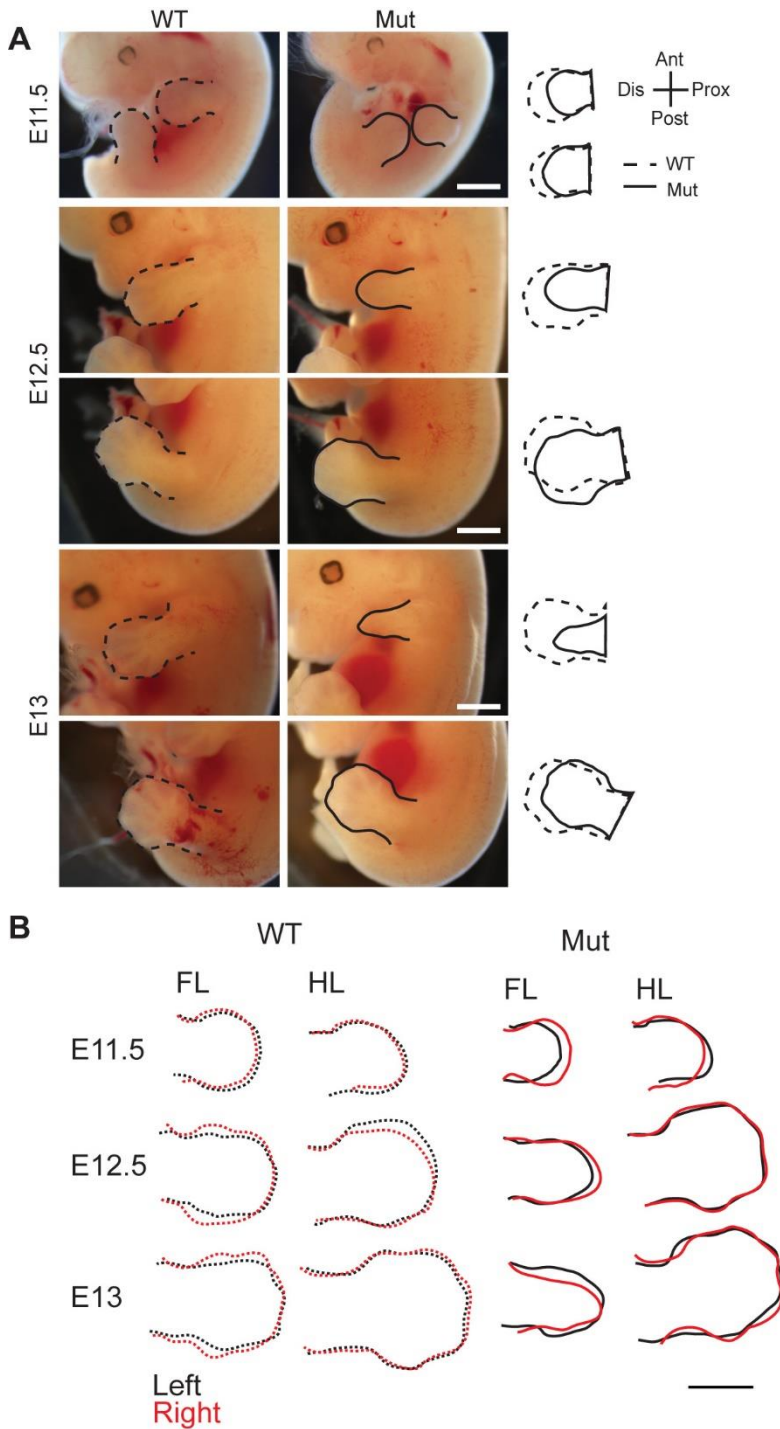 WT Mut
A
E11.5
Ant
Dis Prox
Post
WT
Mut
E12.5
E13
B
WT Mut
FL HL FL HL
E11.5
E12.5
E13
Left
Right